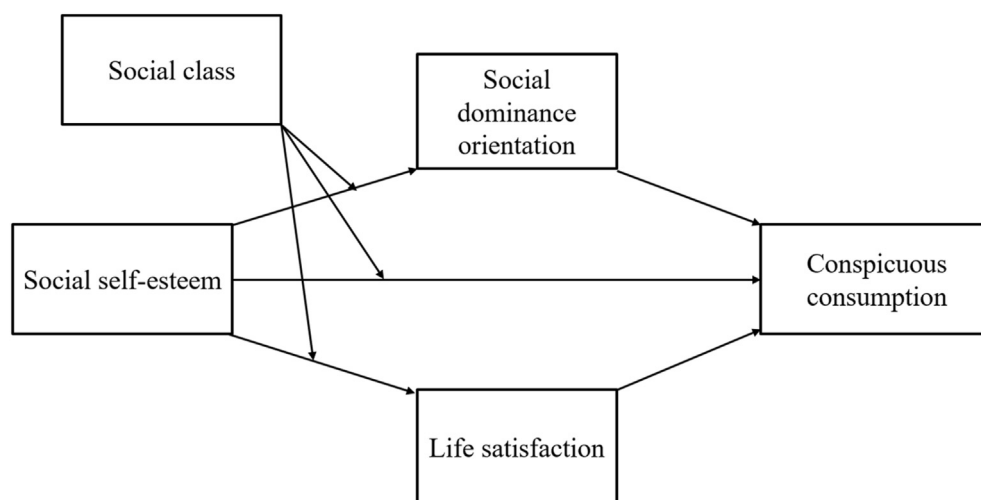 Social class
Social
dominance
orientation
Social self-esteem
Conspicuous
consumption
Life satisfaction